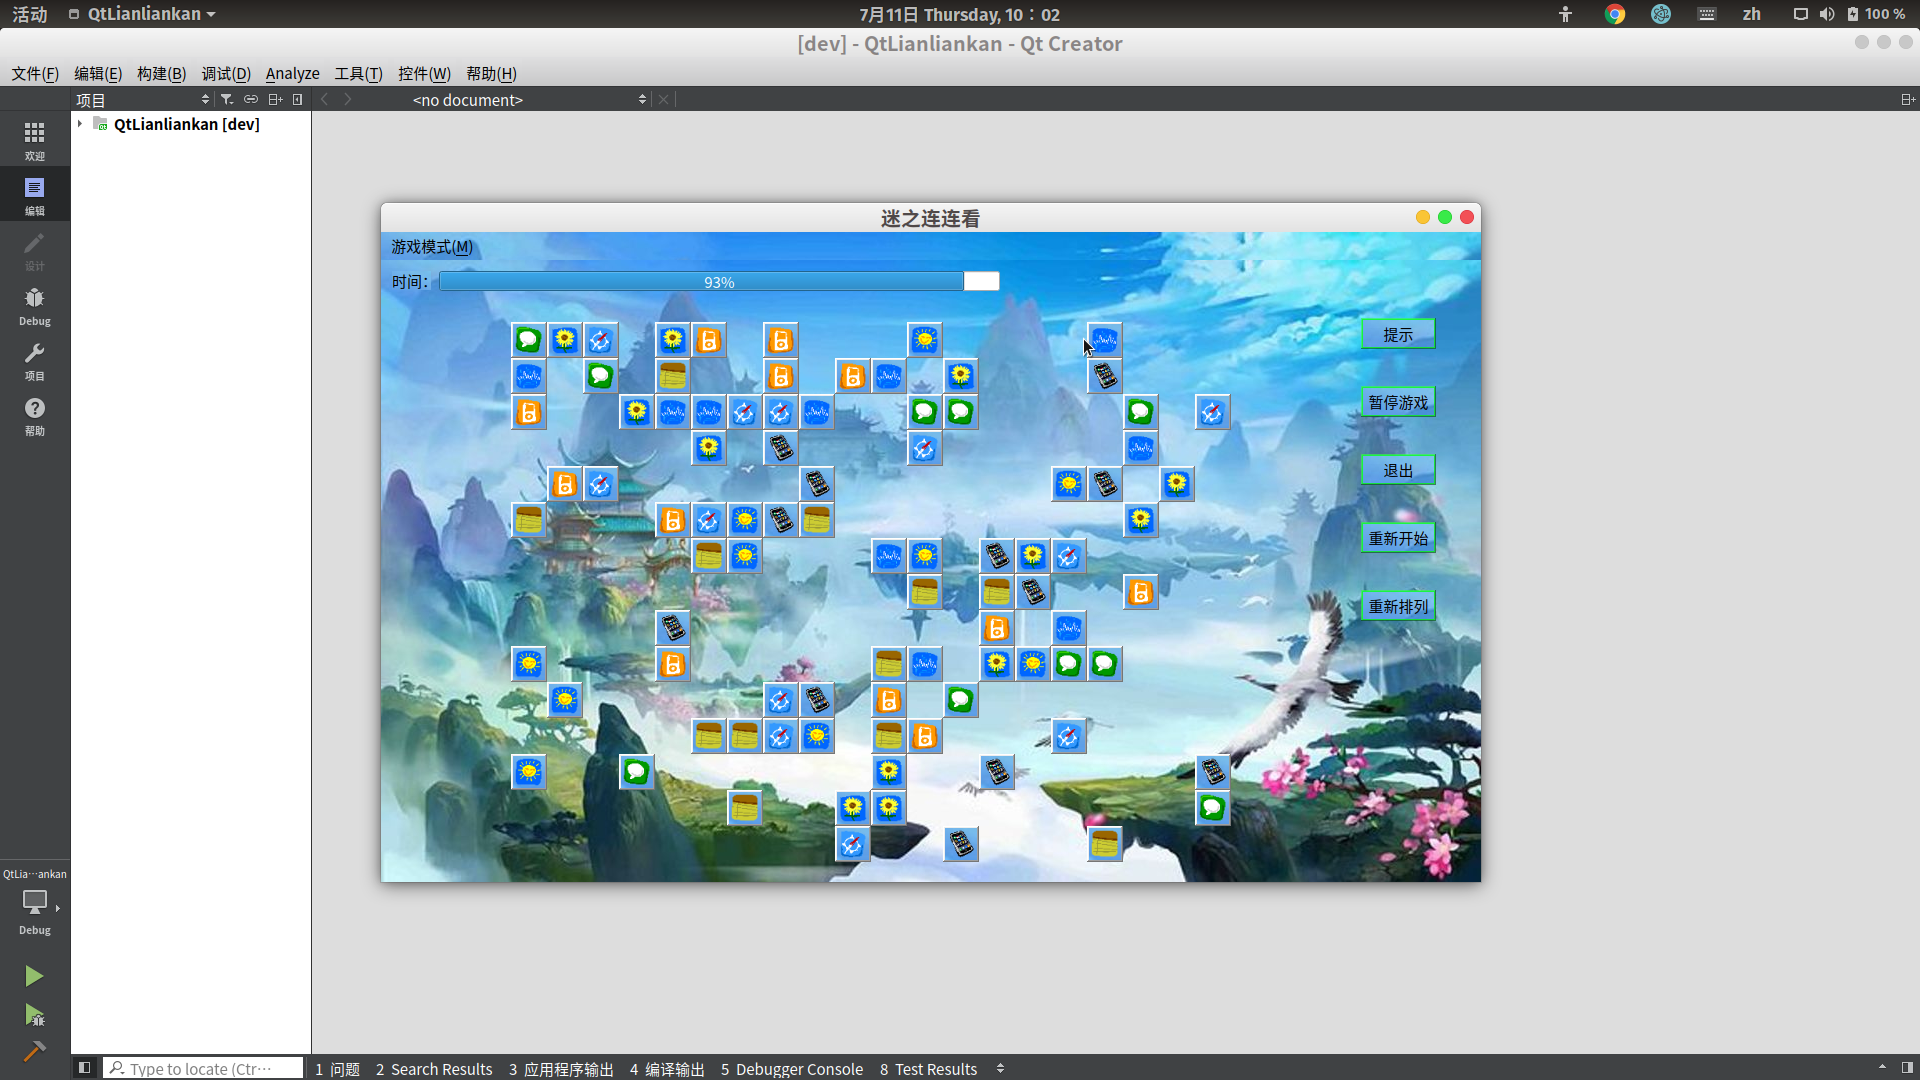 活动 QtLianliankan 7月11日 Thursday, 10：02 zh 100 %
[dev] - QtLianliankan - Qt Creator
文件(F) 编辑(E) 构建(B) 调试(D) Analyze 工具(T) 控件(W) 帮助(H)
项目 <no document>
QtLianliankan [dev]
欢迎
编辑
设计
Debug
项目
帮助
迷之连连看
游戏模式(M)
时间： 93%
提示
暂停游戏
退出
重新开始
重新排列
QtLia···ankan
Debug
Type to locate (Ctr··· 1 问题 2 Search Results 3 应用程序输出 4 编译输出 5 Debugger Console 8 Test Results